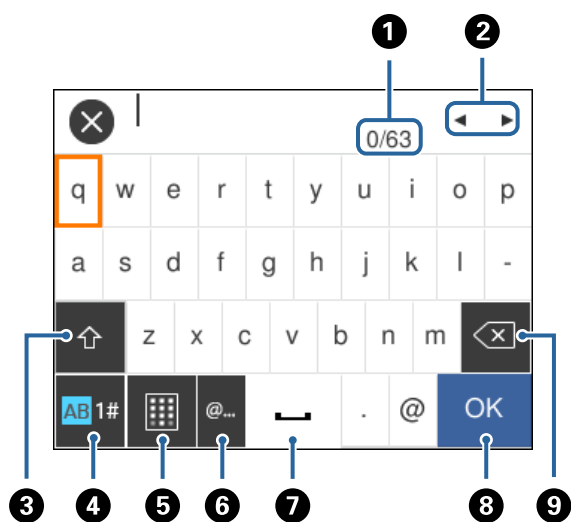 1 2
0/63
q w e r t y u i o p
a s d f g h j k l -
z x c v b n m
AB 1# @... . @ OK
3 4 5 6 7 8 9